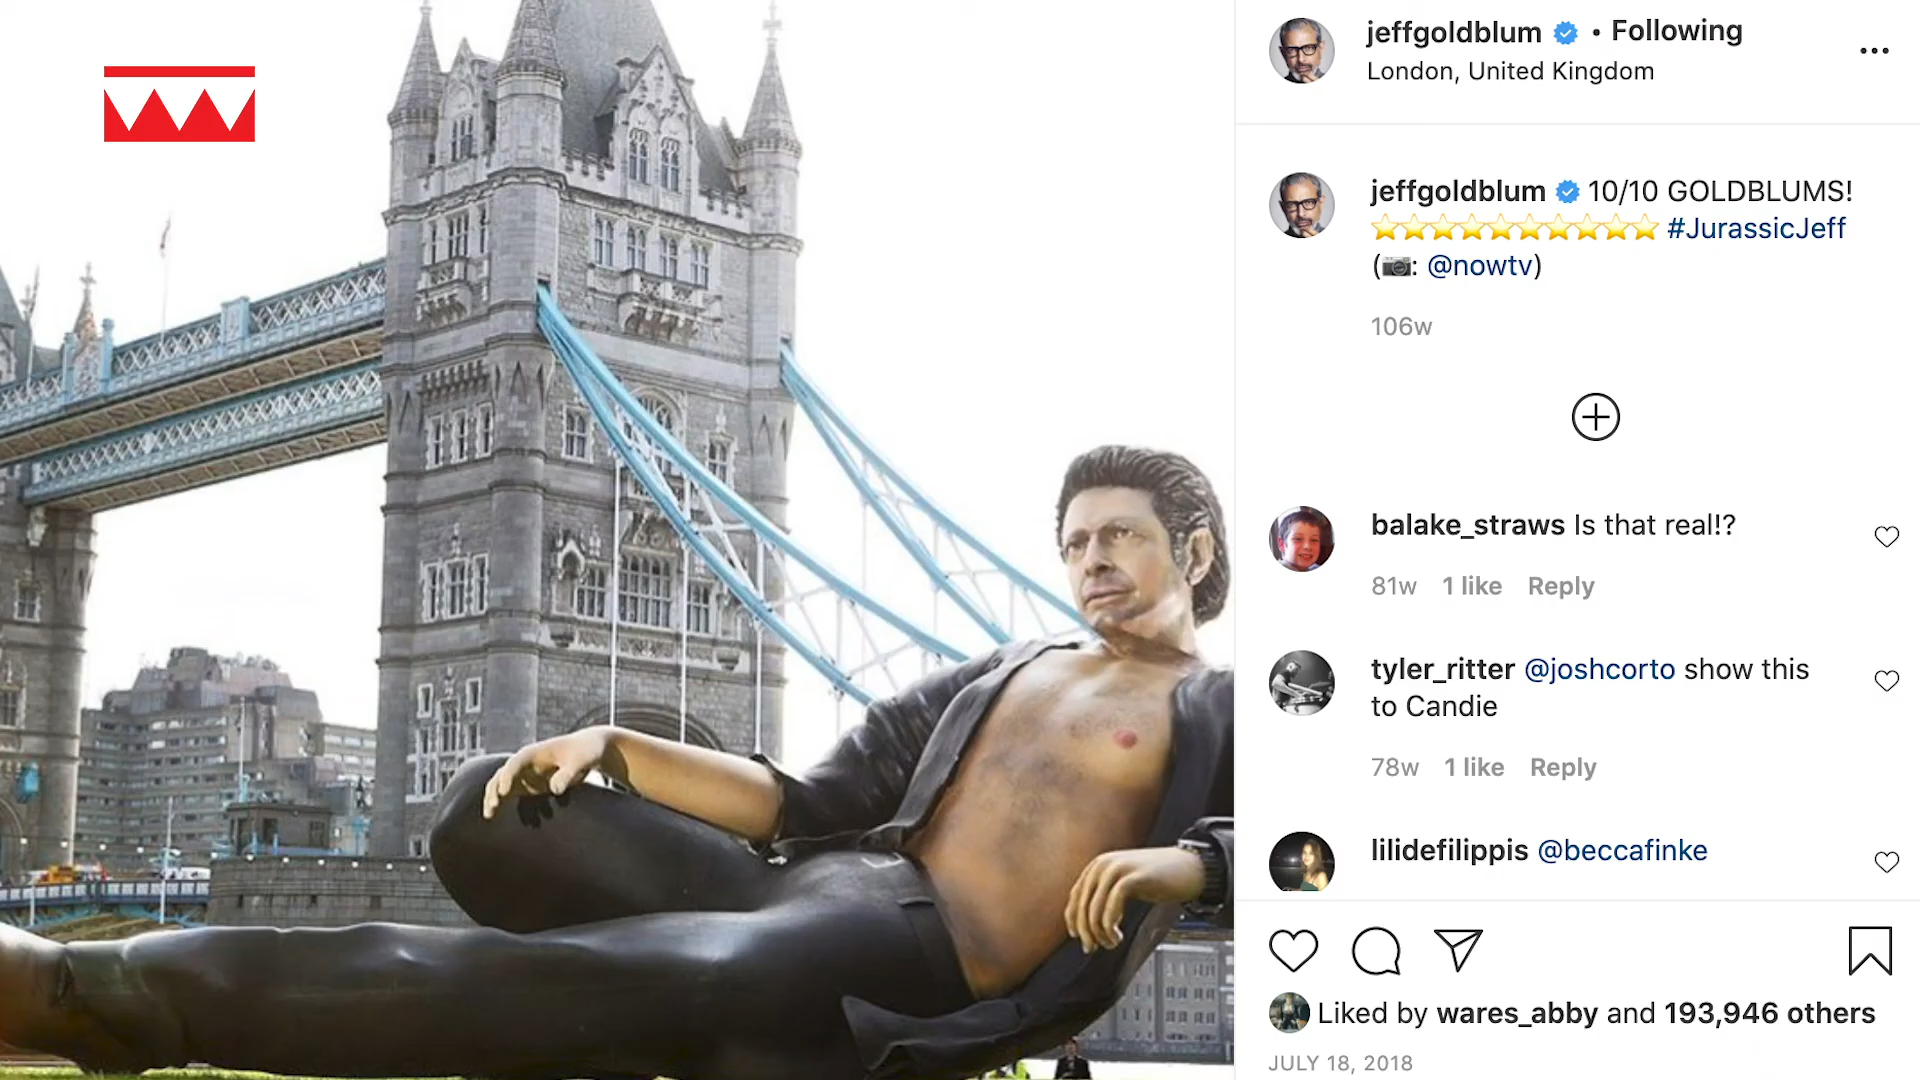 jeffgoldblum • Following
London, United Kingdom
jeffgoldblum 10/10 GOLDBLUMS!
⭐⭐⭐⭐⭐⭐⭐⭐⭐⭐ #JurassicJeff
(📷: @nowtv)
106w
balake_straws Is that real!?
81w 1 like Reply
tyler_ritter @joshcorto show this
to Candie
78w 1 like Reply
lilidefilippis @beccafinke
Liked by wares_abby and 193,946 others
JULY 18, 2018